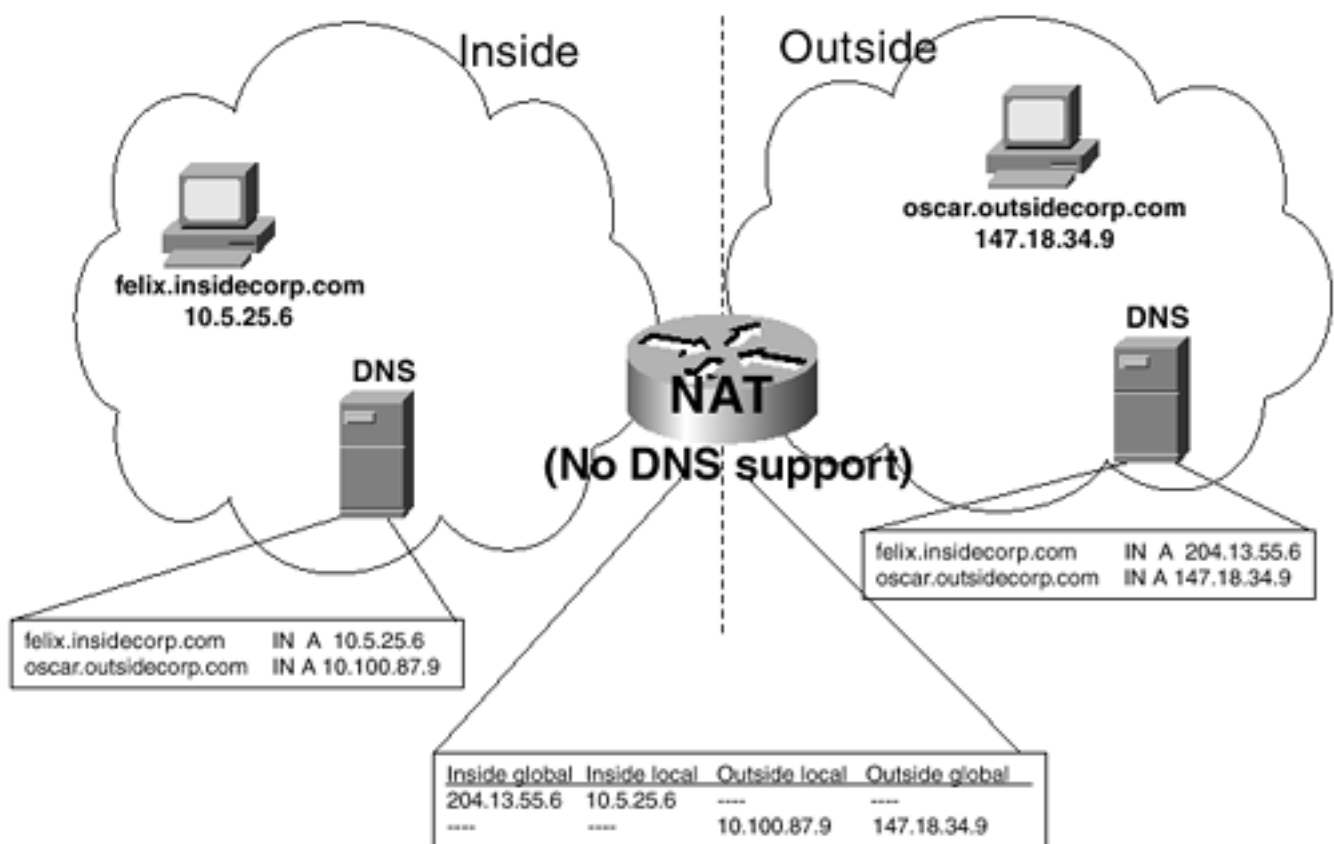 Inside
Outside
oscar.outsidecorp.com
147.18.34.9
felix.insidecorp.com
10.5.25.6
DNS
DNS
NAT
(No DNS support)
felix.insidecorp.com IN A 204.13.55.6
oscar.outsidecorp.com IN A 147.18.34.9
felix.insidecorp.com IN A 10.5.25.6
oscar.outsidecorp.com IN A 10.100.87.9
Inside global Inside local Outside local Outside global
204.13.55.6 10.5.25.6 ---- ----
---- ---- 10.100.87.9 147.18.34.9